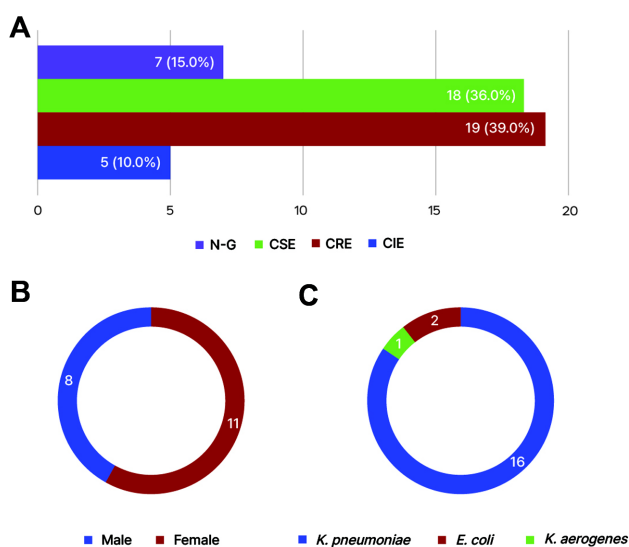 A
7 (15.0%)
18 (36.0%)
19 (39.0%)
5 (10.0%)
0 5 10 15 20
N-G CSE CRE CIE
B C
8
11
2
1
16
Male Female
K. pneumoniae E. coli K. aerogenes